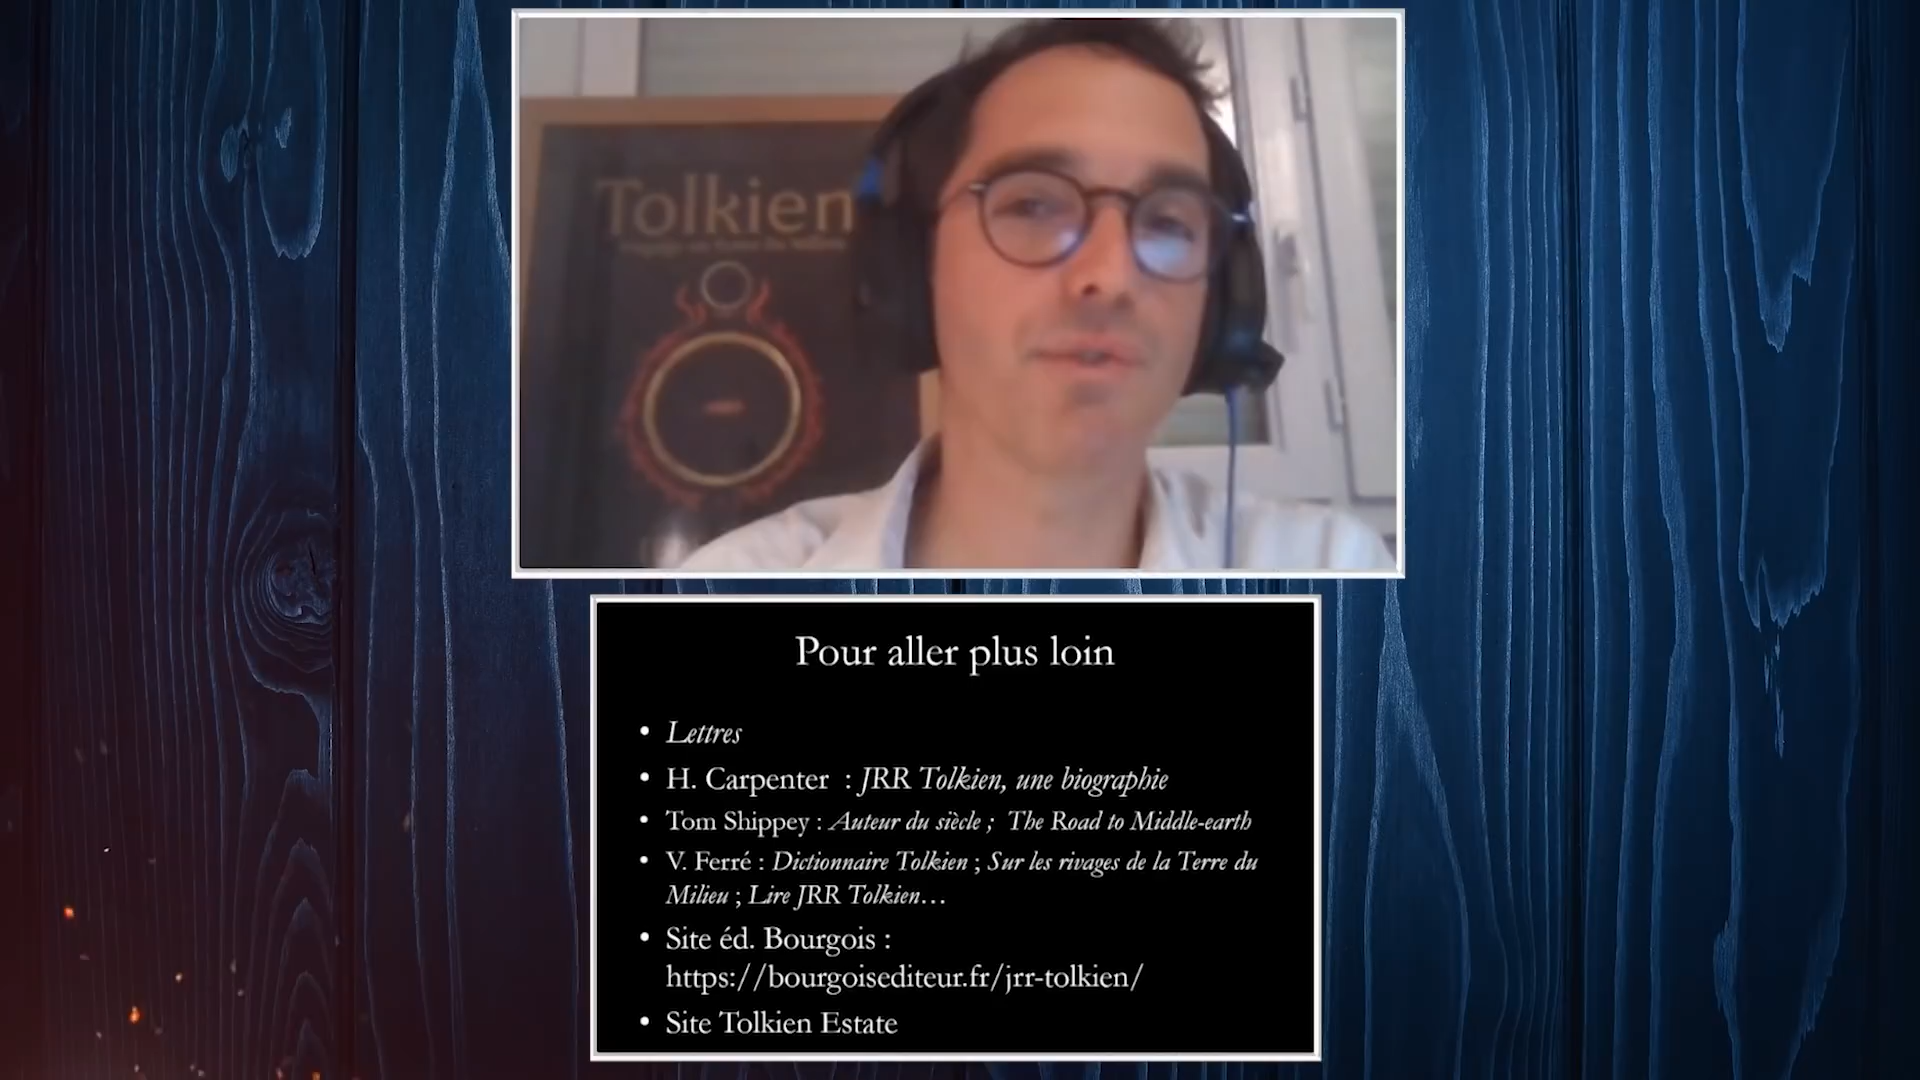 Tolkien
Pour aller plus loin
• Lettres
• H. Carpenter : JRR Tolkien, une biographie
• Tom Shippey : Auteur du siècle ; The Road to Middle-earth
• V. Ferré : Dictionnaire Tolkien ; Sur les rivages de la Terre du
Milieu ; Lire JRR Tolkien…
• Site éd. Bourgois :
https://bourgoisediteur.fr/jrr-tolkien/
• Site Tolkien Estate